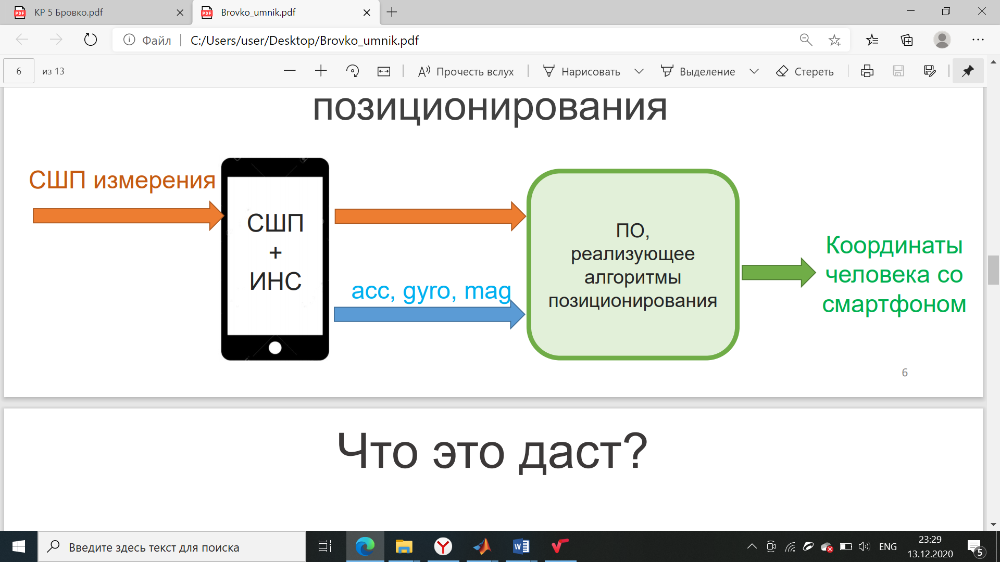 КР 5 Бровко.pdf
Brovko_umnik.pdf
Файл
C:/Users/user/Desktop/Brovko_umnik.pdf
6
из 13
Прочесть вслух
Нарисовать
Выделение
Стереть
позиционирования
СШП измерения
СШП
+
ИНС
acc, gyro, mag
ПО,
реализующее
алгоритмы
позиционирования
Координаты
человека со
смартфоном
6
Что это даст?
Введите здесь текст для поиска
ENG
23:29
13.12.2020
5